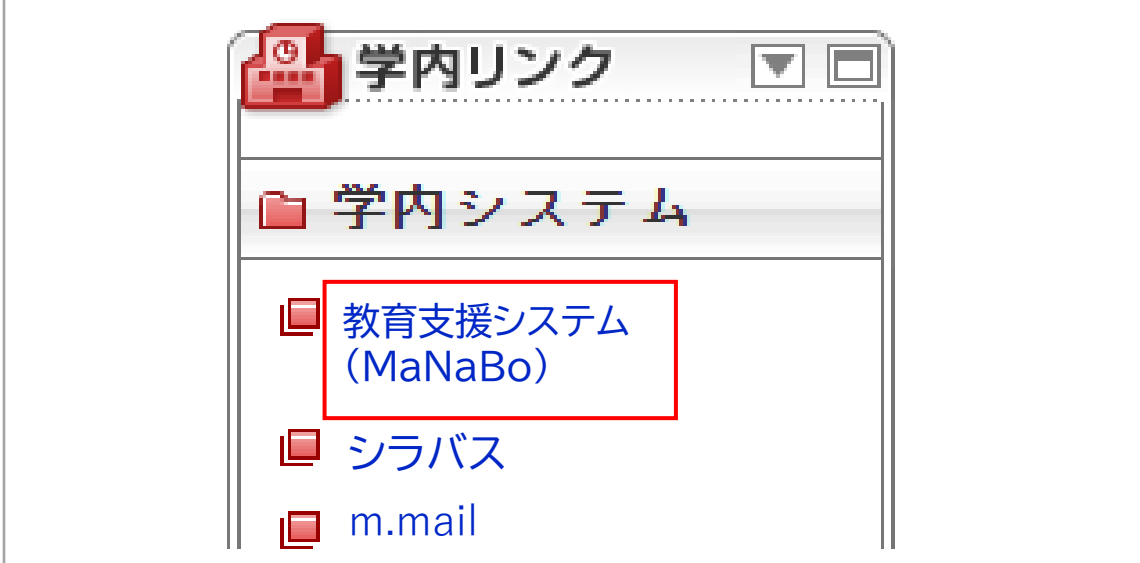 学内リンク
学内システム
教育支援システム
（MaNaBo）
シラバス
m.mail